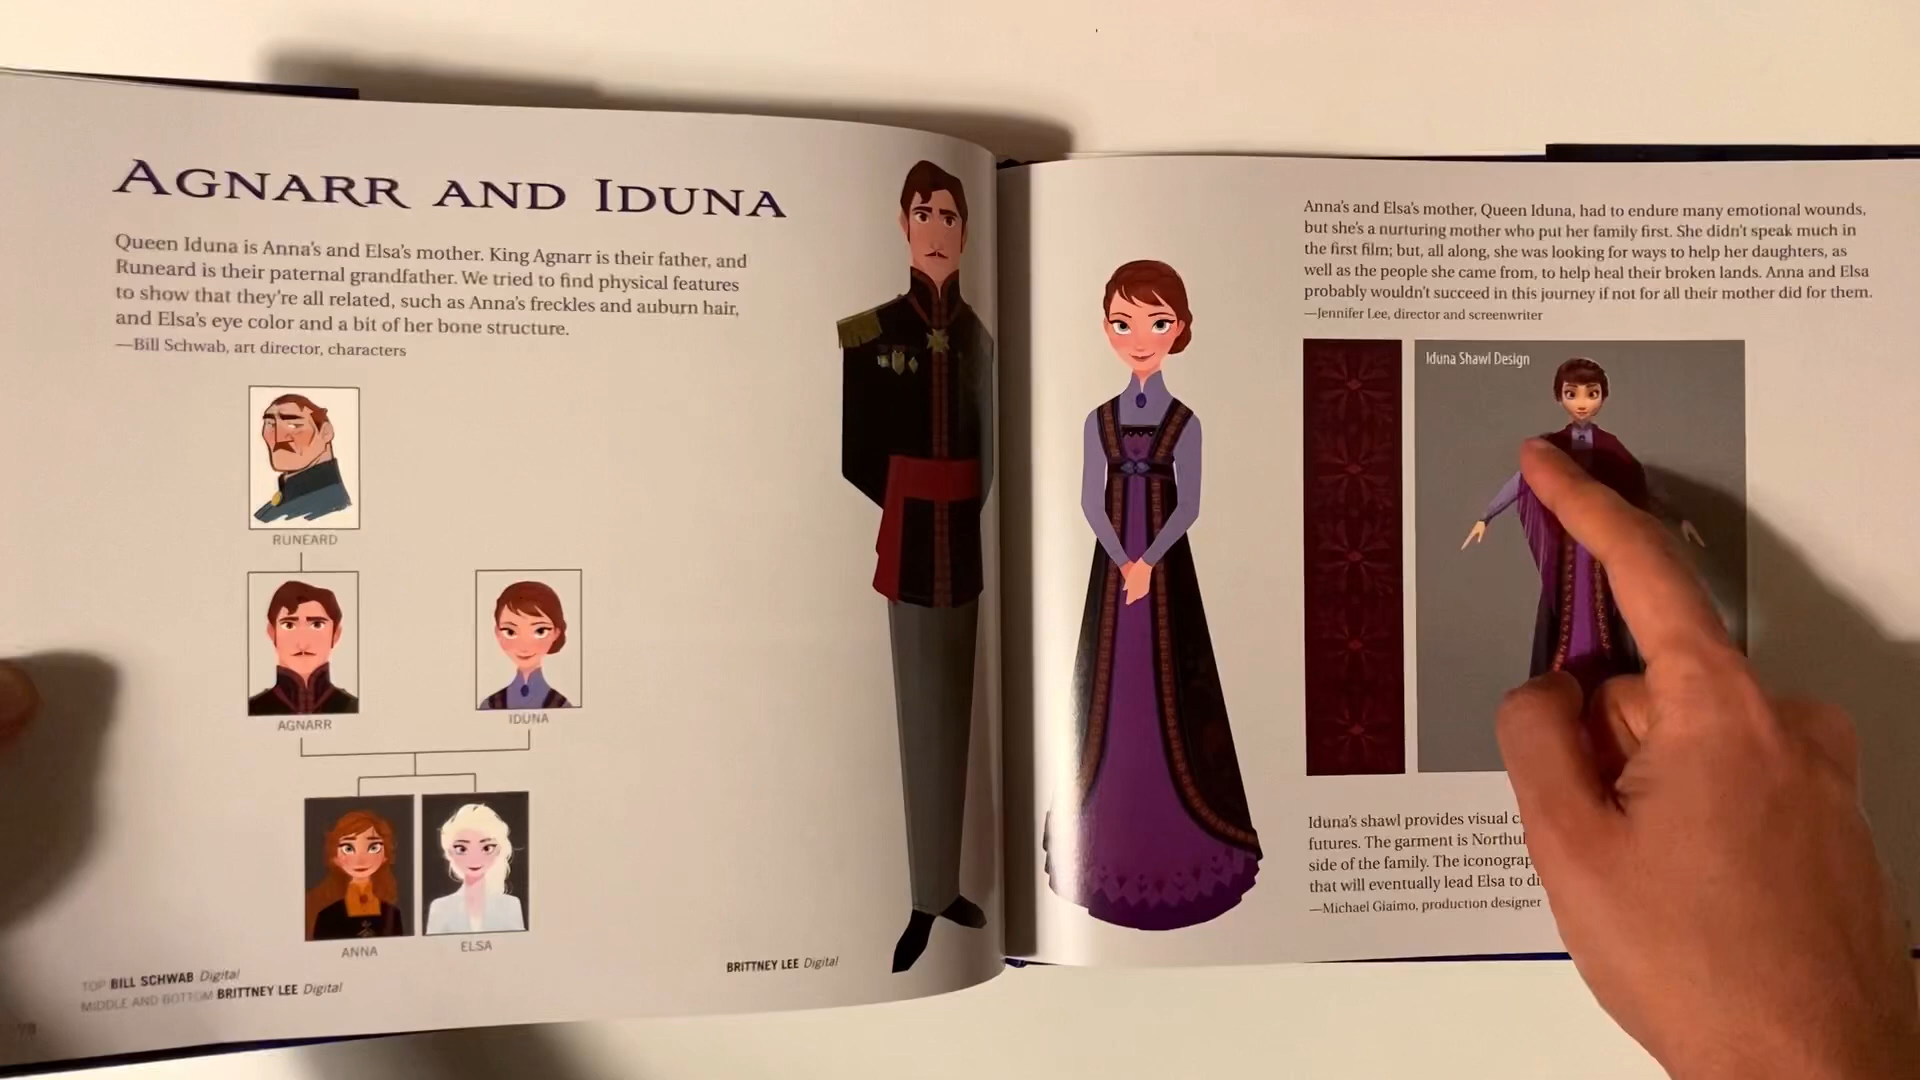 AGNARR AND IDUNA
Queen Iduna is Anna's and Elsa's mother. King Agnarr is their father, and
Runeard is their paternal grandfather. We tried to find physical features
to show that they're all related, such as Anna's freckles and auburn hair,
and Elsa's eye color and a bit of her bone structure.
—Bill Schwab, art director, characters
RUNEARD
AGNARR
IDUNA
ANNA
ELSA
TOP BILL SCHWAB Digital
MIDDLE AND BOTTOM BRITTNEY LEE Digital
78
BRITTNEY LEE Digital
Anna's and Elsa's mother, Queen Iduna, had to endure many emotional wounds,
but she's a nurturing mother who put her family first. She didn't speak much in
the first film; but, all along, she was looking for ways to help her daughters, as
well as the people she came from, to help heal their broken lands. Anna and Elsa
probably wouldn't succeed in this journey if not for all their mother did for them.
—Jennifer Lee, director and screenwriter
Iduna Shawl Design
Iduna's shawl provides visual
futures. The garment is
side of the family. The
that will eventually lead Elsa to
—Michael Giaimo, production designer